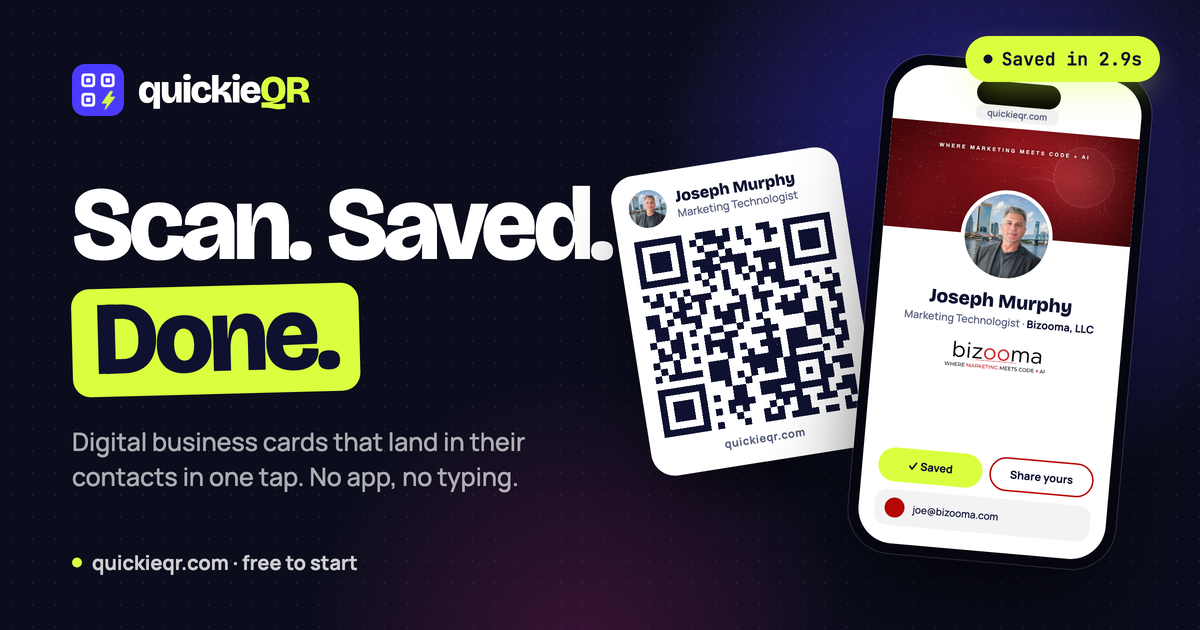 quickieQR
Scan. Saved.
Done.
Digital business cards that land in their
contacts in one tap. No app, no typing.
quickieqr.com · free to start
Joseph Murphy
Marketing Technologist
quickieqr.com
Saved in 2.9s
quickieqr.com
WHERE MARKETING MEETS CODE + AI
Joseph Murphy
Marketing Technologist · Bizooma, LLC
bizooma
WHERE MARKETING MEETS CODE + AI
✓ Saved
Share yours
joe@bizooma.com